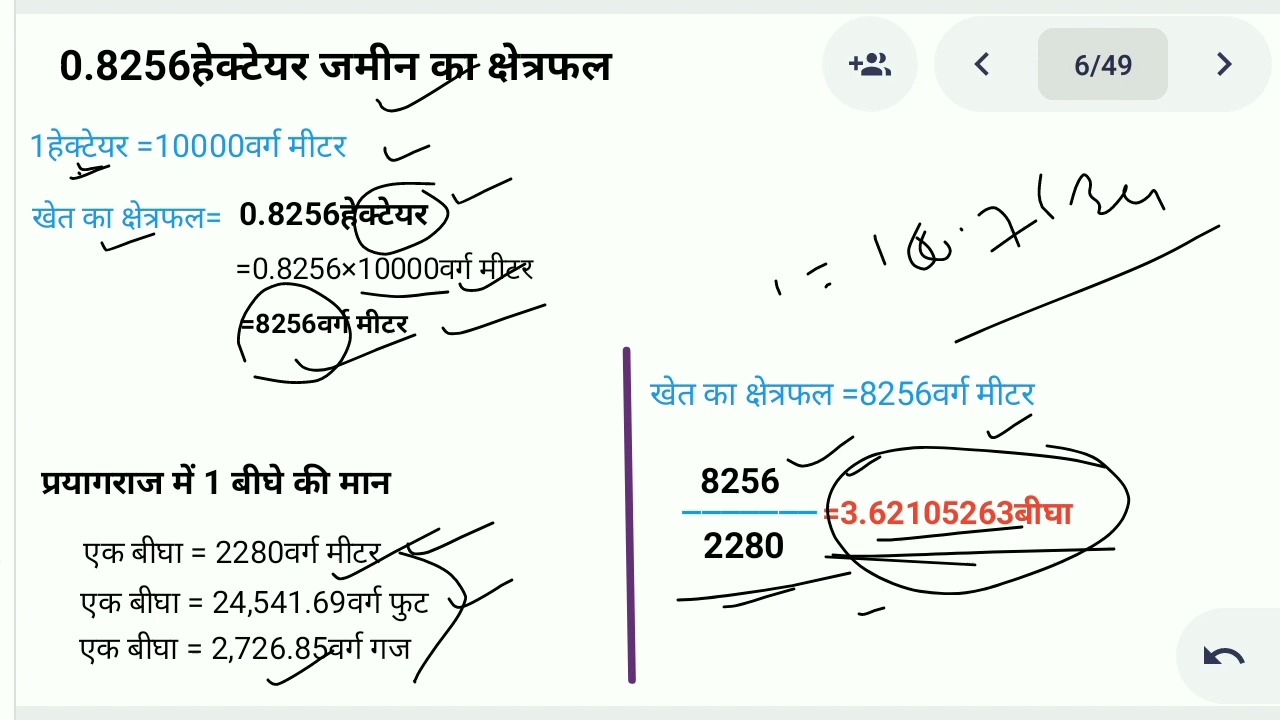 0.8256हेक्टेयर जमीन का क्षेत्रफल
6/49
1हेक्टेयर =10000वर्ग मीटर
खेत का क्षेत्रफल= 0.8256हेक्टेयर
=0.8256×10000वर्ग मीटर
=8256वर्ग मीटर
खेत का क्षेत्रफल =8256वर्ग मीटर
8256
=3.62105263बीघा
2280
प्रयागराज में 1 बीघे की मान
एक बीघा = 2280वर्ग मीटर
एक बीघा = 24,541.69वर्ग फुट
एक बीघा = 2,726.85वर्ग गज